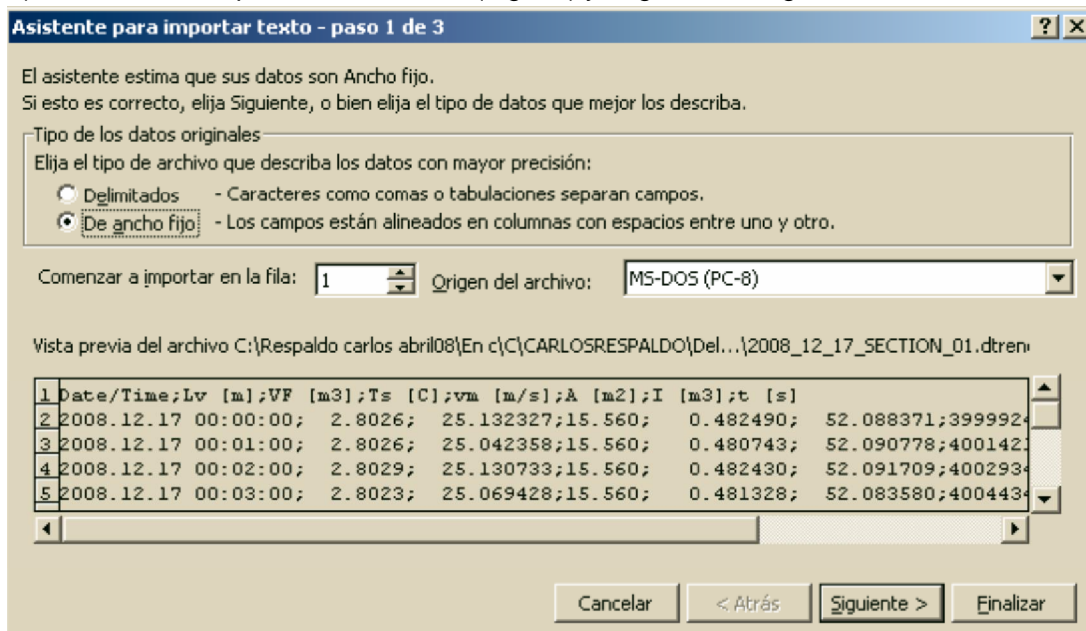 Asistente para importar texto - paso 1 de 3
El asistente estima que sus datos son Ancho fijo.
Si esto es correcto, elija Siguiente, o bien elija el tipo de datos que mejor los describa.
Tipo de los datos originales
Elija el tipo de archivo que describa los datos con mayor precisión:
Delimitados - Caracteres como comas o tabulaciones separan campos.
De ancho fijo - Los campos están alineados en columnas con espacios entre uno y otro.
Comenzar a importar en la fila: 1 Origen del archivo: MS-DOS (PC-8)
Vista previa del archivo C:\Respaldo carlos abril08\En c\C\CARLOSRESPALDO\Del...\2008_12_17_SECTION_01.dtren
1 Date/Time;Lv [m];VF [m3];Ts [C];vm [m/s];A [m2];I [m3];t [s]
2 2008.12.17 00:00:00; 2.8026; 25.132327;15.560; 0.482490; 52.088371;399992
3 2008.12.17 00:01:00; 2.8026; 25.042358;15.560; 0.480743; 52.090778;400142
4 2008.12.17 00:02:00; 2.8029; 25.130733;15.560; 0.482430; 52.091709;400293
5 2008.12.17 00:03:00; 2.8023; 25.069428;15.560; 0.481328; 52.083580;400443
Cancelar < Atrás Siguiente > Finalizar